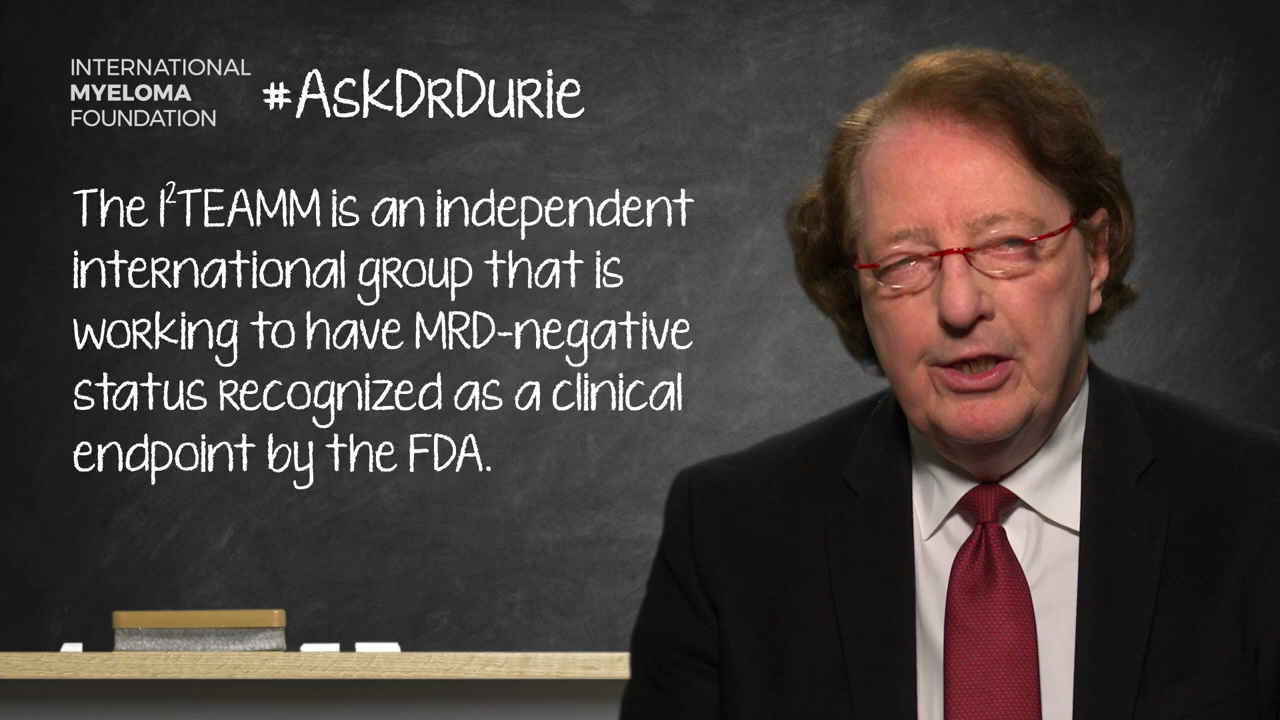 INTERNATIONAL
MYELOMA
FOUNDATION
#AskDrDurie
The I²TEAMM is an independent
international group that is
working to have MRD-negative
status recognized as a clinical
endpoint by the FDA.